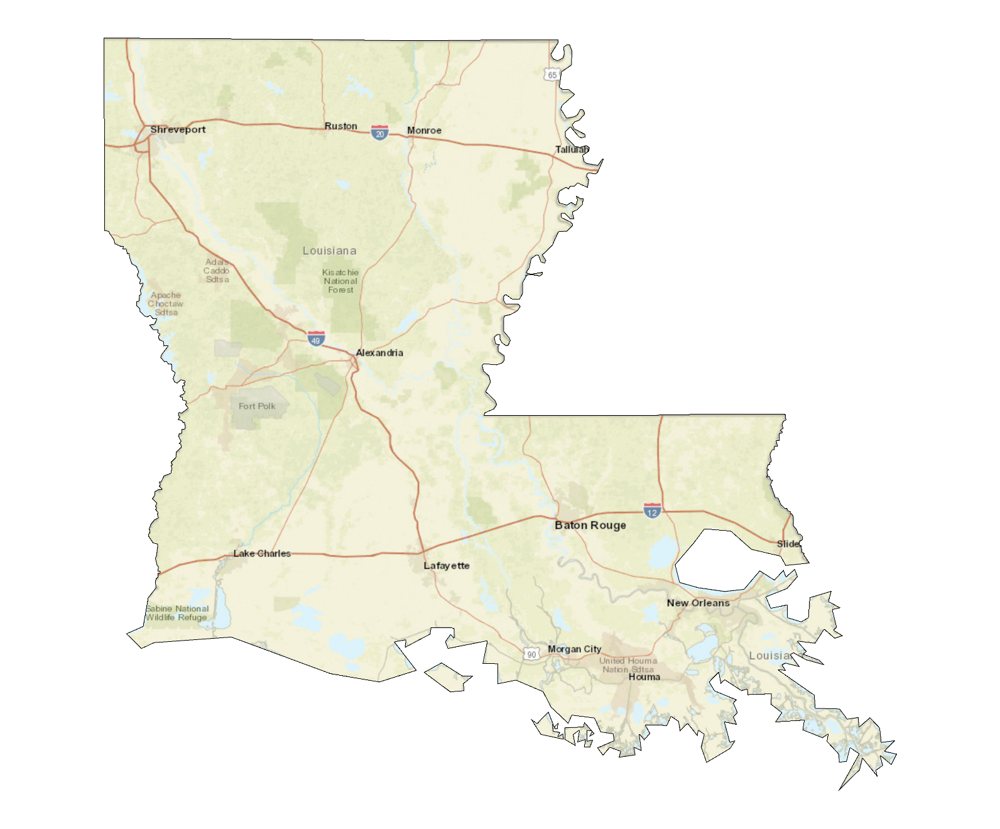 65
Shreveport
Ruston
20
Monroe
Tallulah
Louisiana
Adais
Caddo
Sdtsa
Kisatchie
National
Forest
Apache
Choctaw
Sdtsa
49
Alexandria
Fort Polk
12
Baton Rouge
Slide
Lake Charles
Lafayette
New Orleans
Sabine National
Wildlife Refuge
90
Morgan City
Louisia
United Houma
Nation Sdtsa
Houma